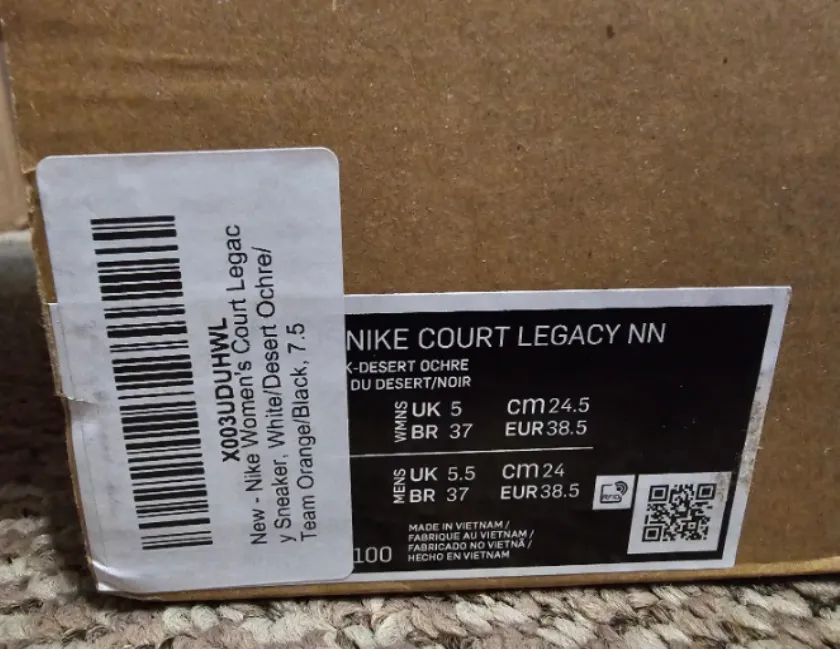 X003UDUHWL
New - Nike Women's Court Legac
y Sneaker, White/Desert Ochre/
Team Orange/Black, 7.5
NIKE COURT LEGACY NN
K-DESERT OCHRE
DU DESERT/NOIR
WMNS UK 5 cm 24.5
BR 37 EUR 38.5
MENS UK 5.5 cm 24
BR 37 EUR 38.5
RFID
100
MADE IN VIETNAM /
FABRIQUE AU VIETNAM /
FABRICADO NO VIETNÃ /
HECHO EN VIETNAM